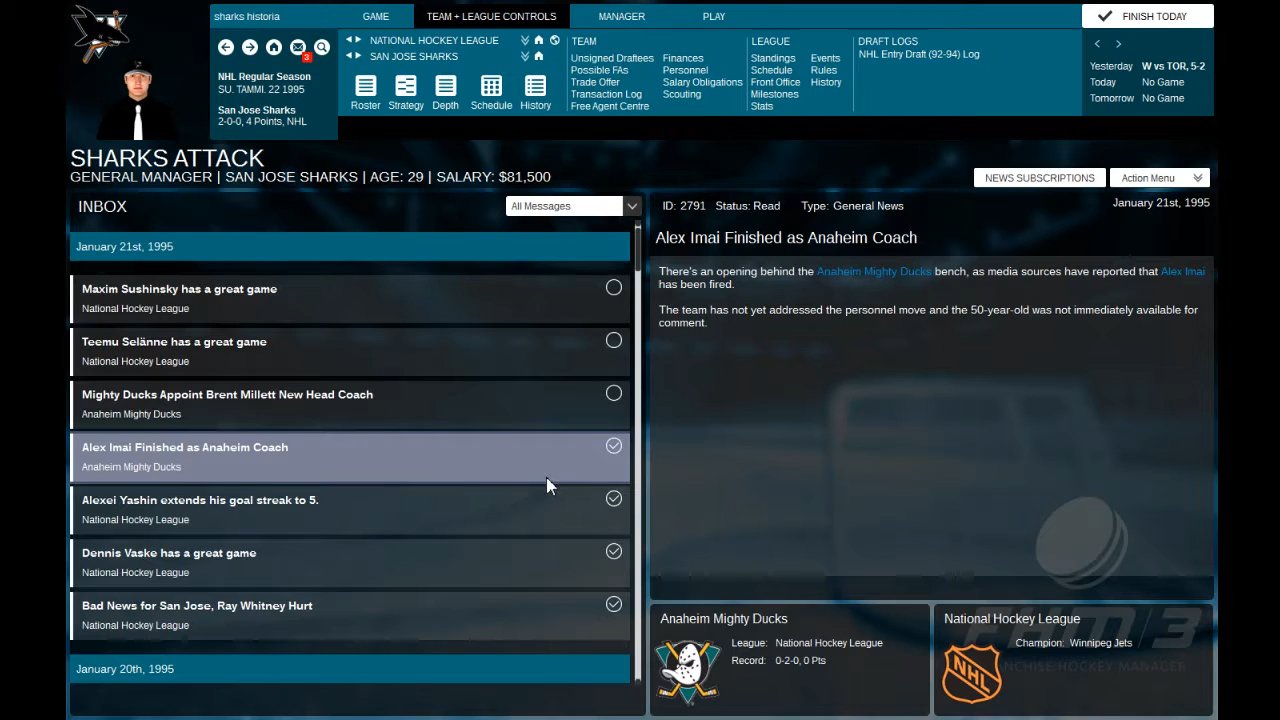 sharks historia
GAME
TEAM + LEAGUE CONTROLS
MANAGER
PLAY
FINISH TODAY
3
NHL Regular Season
SU. TAMMI. 22 1995
San Jose Sharks
2-0-0, 4 Points, NHL
NATIONAL HOCKEY LEAGUE
SAN JOSE SHARKS
Roster
Strategy
Depth
Schedule
History
TEAM
Unsigned Draftees
Possible FAs
Trade Offer
Transaction Log
Free Agent Centre
Finances
Personnel
Salary Obligations
Scouting
LEAGUE
Standings
Schedule
Front Office
Milestones
Stats
Events
Rules
History
DRAFT LOGS
NHL Entry Draft (92-94) Log
Yesterday W vs TOR, 5-2
Today No Game
Tomorrow No Game
SHARKS ATTACK
GENERAL MANAGER | SAN JOSE SHARKS | AGE: 29 | SALARY: $81,500
NEWS SUBSCRIPTIONS
Action Menu
INBOX
All Messages
January 21st, 1995
Maxim Sushinsky has a great game
National Hockey League
Teemu Selänne has a great game
National Hockey League
Mighty Ducks Appoint Brent Millett New Head Coach
Anaheim Mighty Ducks
Alex Imai Finished as Anaheim Coach
Anaheim Mighty Ducks
Alexei Yashin extends his goal streak to 5.
National Hockey League
Dennis Vaske has a great game
National Hockey League
Bad News for San Jose, Ray Whitney Hurt
National Hockey League
January 20th, 1995
ID: 2791 Status: Read Type: General News
January 21st, 1995
Alex Imai Finished as Anaheim Coach
There's an opening behind the Anaheim Mighty Ducks bench, as media sources have reported that Alex Imai
has been fired.
The team has not yet addressed the personnel move and the 50-year-old was not immediately available for
comment.
Anaheim Mighty Ducks
League: National Hockey League
Record: 0-2-0, 0 Pts
National Hockey League
Champion: Winnipeg Jets
NHL
FHM/3
NCHISE/HOCKEY MANAGER